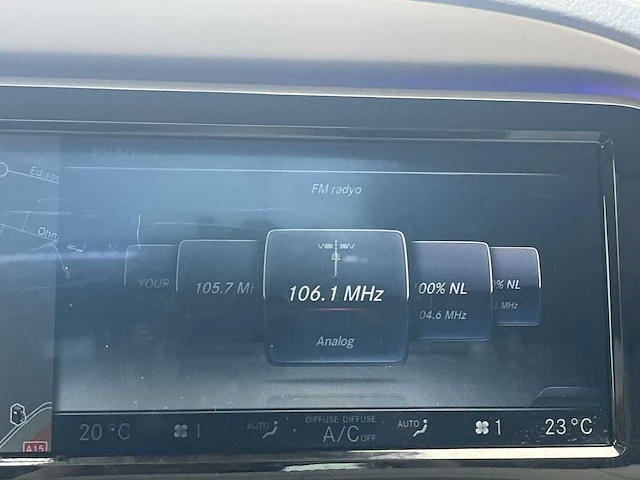 FM radyo
YOUR
105.7 MH
106.1 MHz
Analog
00% NL
04.6 MHz
% NL
MHz
Onn
A15
20 °C
1
AUTO
DIFFUSE DIFFUSE
A/C OFF
AUTO
1
23 °C